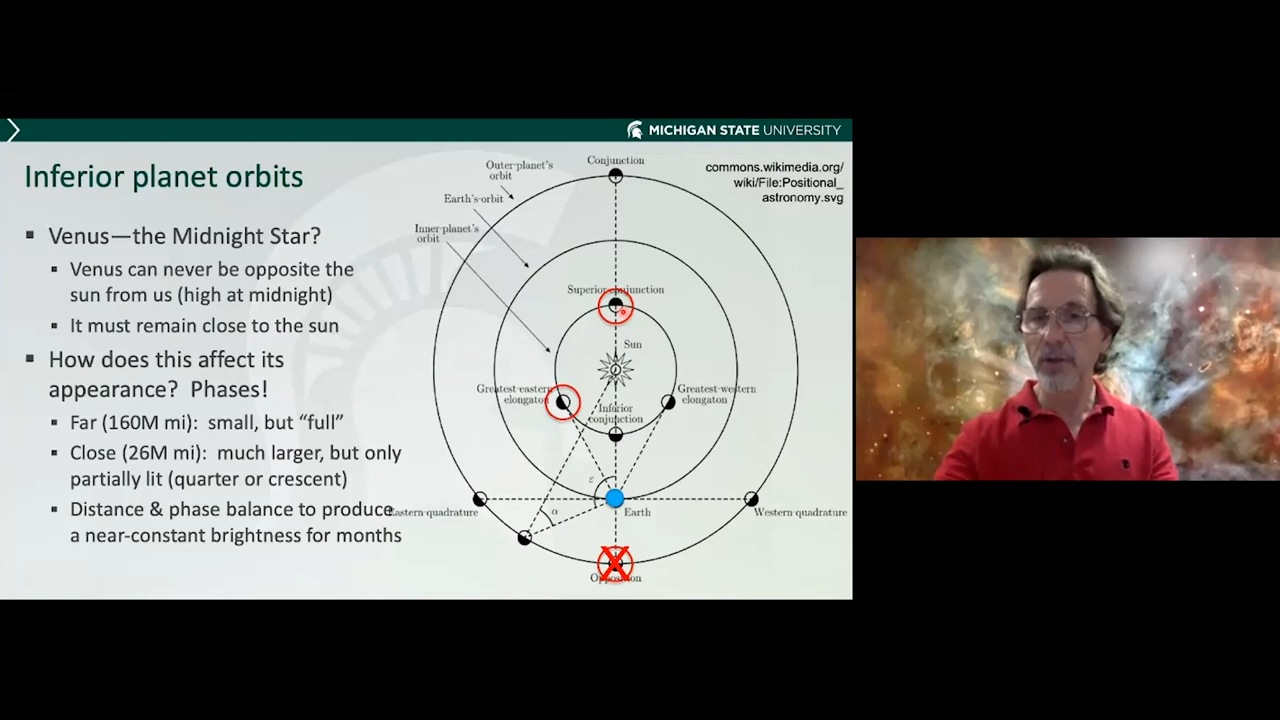 MICHIGAN STATE UNIVERSITY
Inferior planet orbits
▪ Venus—the Midnight Star?
▪ Venus can never be opposite the
sun from us (high at midnight)
▪ It must remain close to the sun
▪ How does this affect its
appearance? Phases!
▪ Far (160M mi): small, but “full”
▪ Close (26M mi): much larger, but only
partially lit (quarter or crescent)
▪ Distance & phase balance to produce
a near-constant brightness for months
commons.wikimedia.org/
wiki/File:Positional_
astronomy.svg
Conjunction
Outer planet's
orbit
Earth's orbit
Inner planet's
orbit
Superior conjunction
Sun
Greatest eastern
elongaton
Greatest western
elongaton
Inferior
conjunction
ε
α
Eastern quadrature
Earth
Western quadrature
Opposition